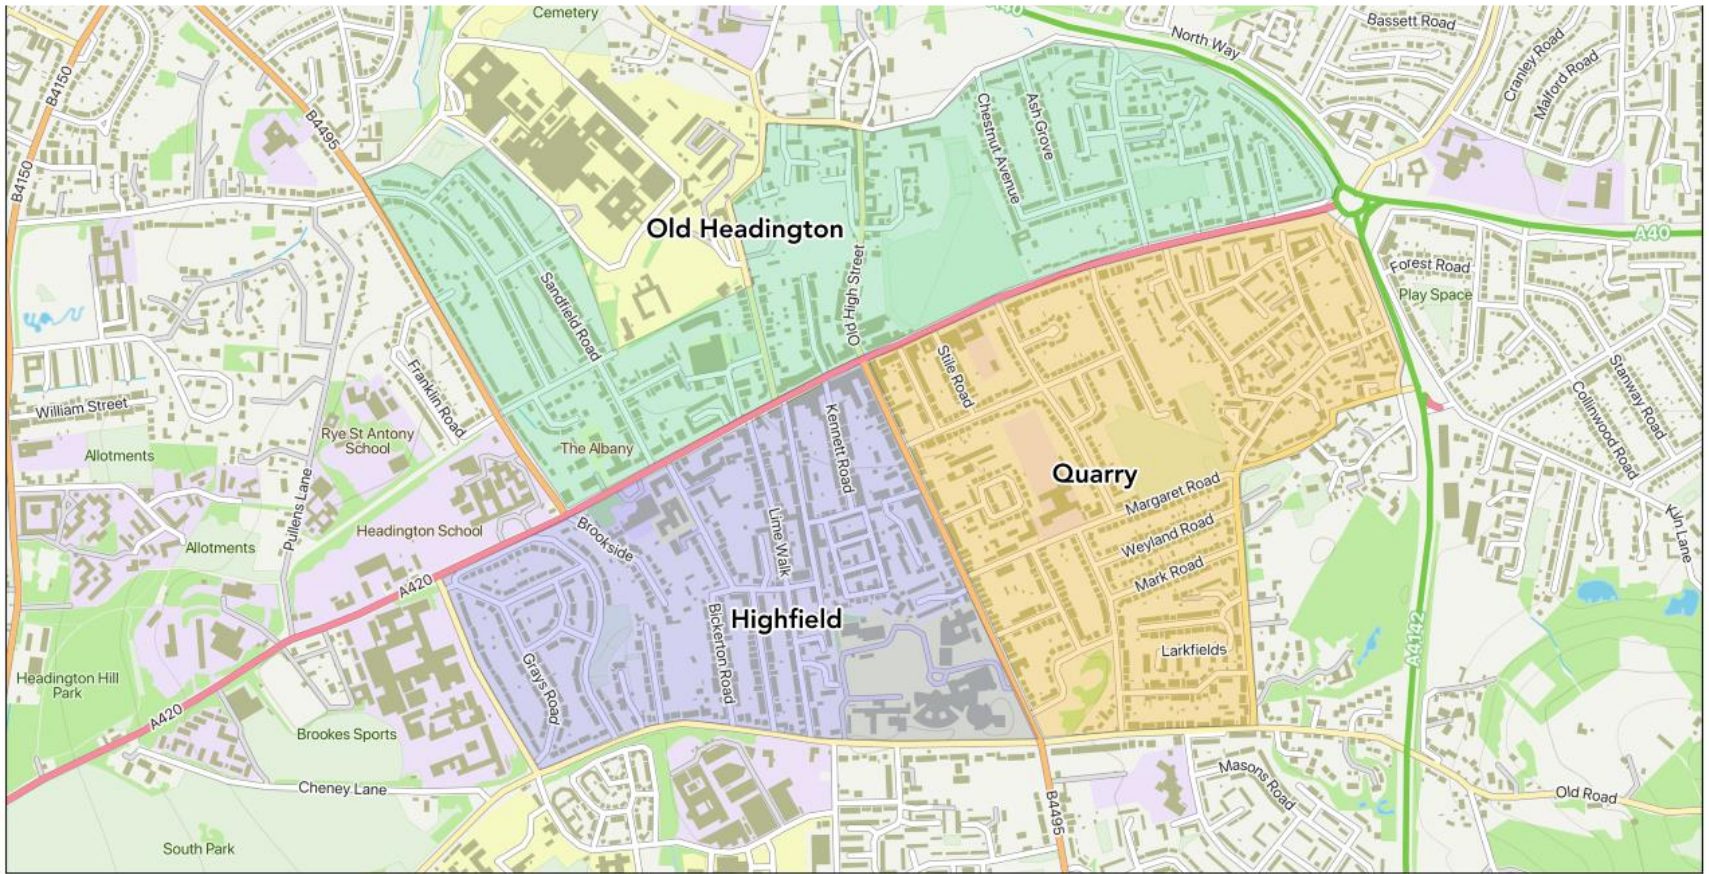 Cemetery
Bassett Road
North Way
Cranley Road
Malford Road
B4150
B4495
Ash Grove
Chestnut Avenue
B4150
Old Headington
A40
Forest Road
Play Space
Sandfield Road
Old High Street
Stanway Road
Collinwood Road
Franklin Road
Stile Road
William Street
Kennett Road
Rye St Antony
School
The Albany
Allotments
Quarry
Margaret Road
Pullens Lane
Headington School
Brookside
Lime Walk
Weyland Road
Kiln Lane
Allotments
Mark Road
A420
Bickerton Road
Highfield
A4142
Larkfields
Grays Road
Headington Hill
Park
A420
Brookes Sports
Masons Road
Cheney Lane
Old Road
B4495
South Park